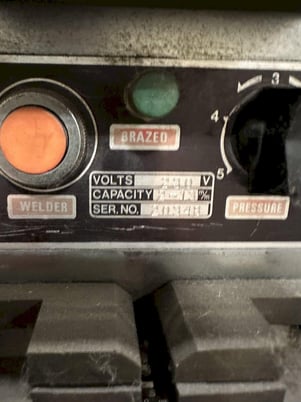 3
4
5
BRAZED
VOLTS V
CAPACITY m/m
SER. NO.
WELDER
PRESSURE